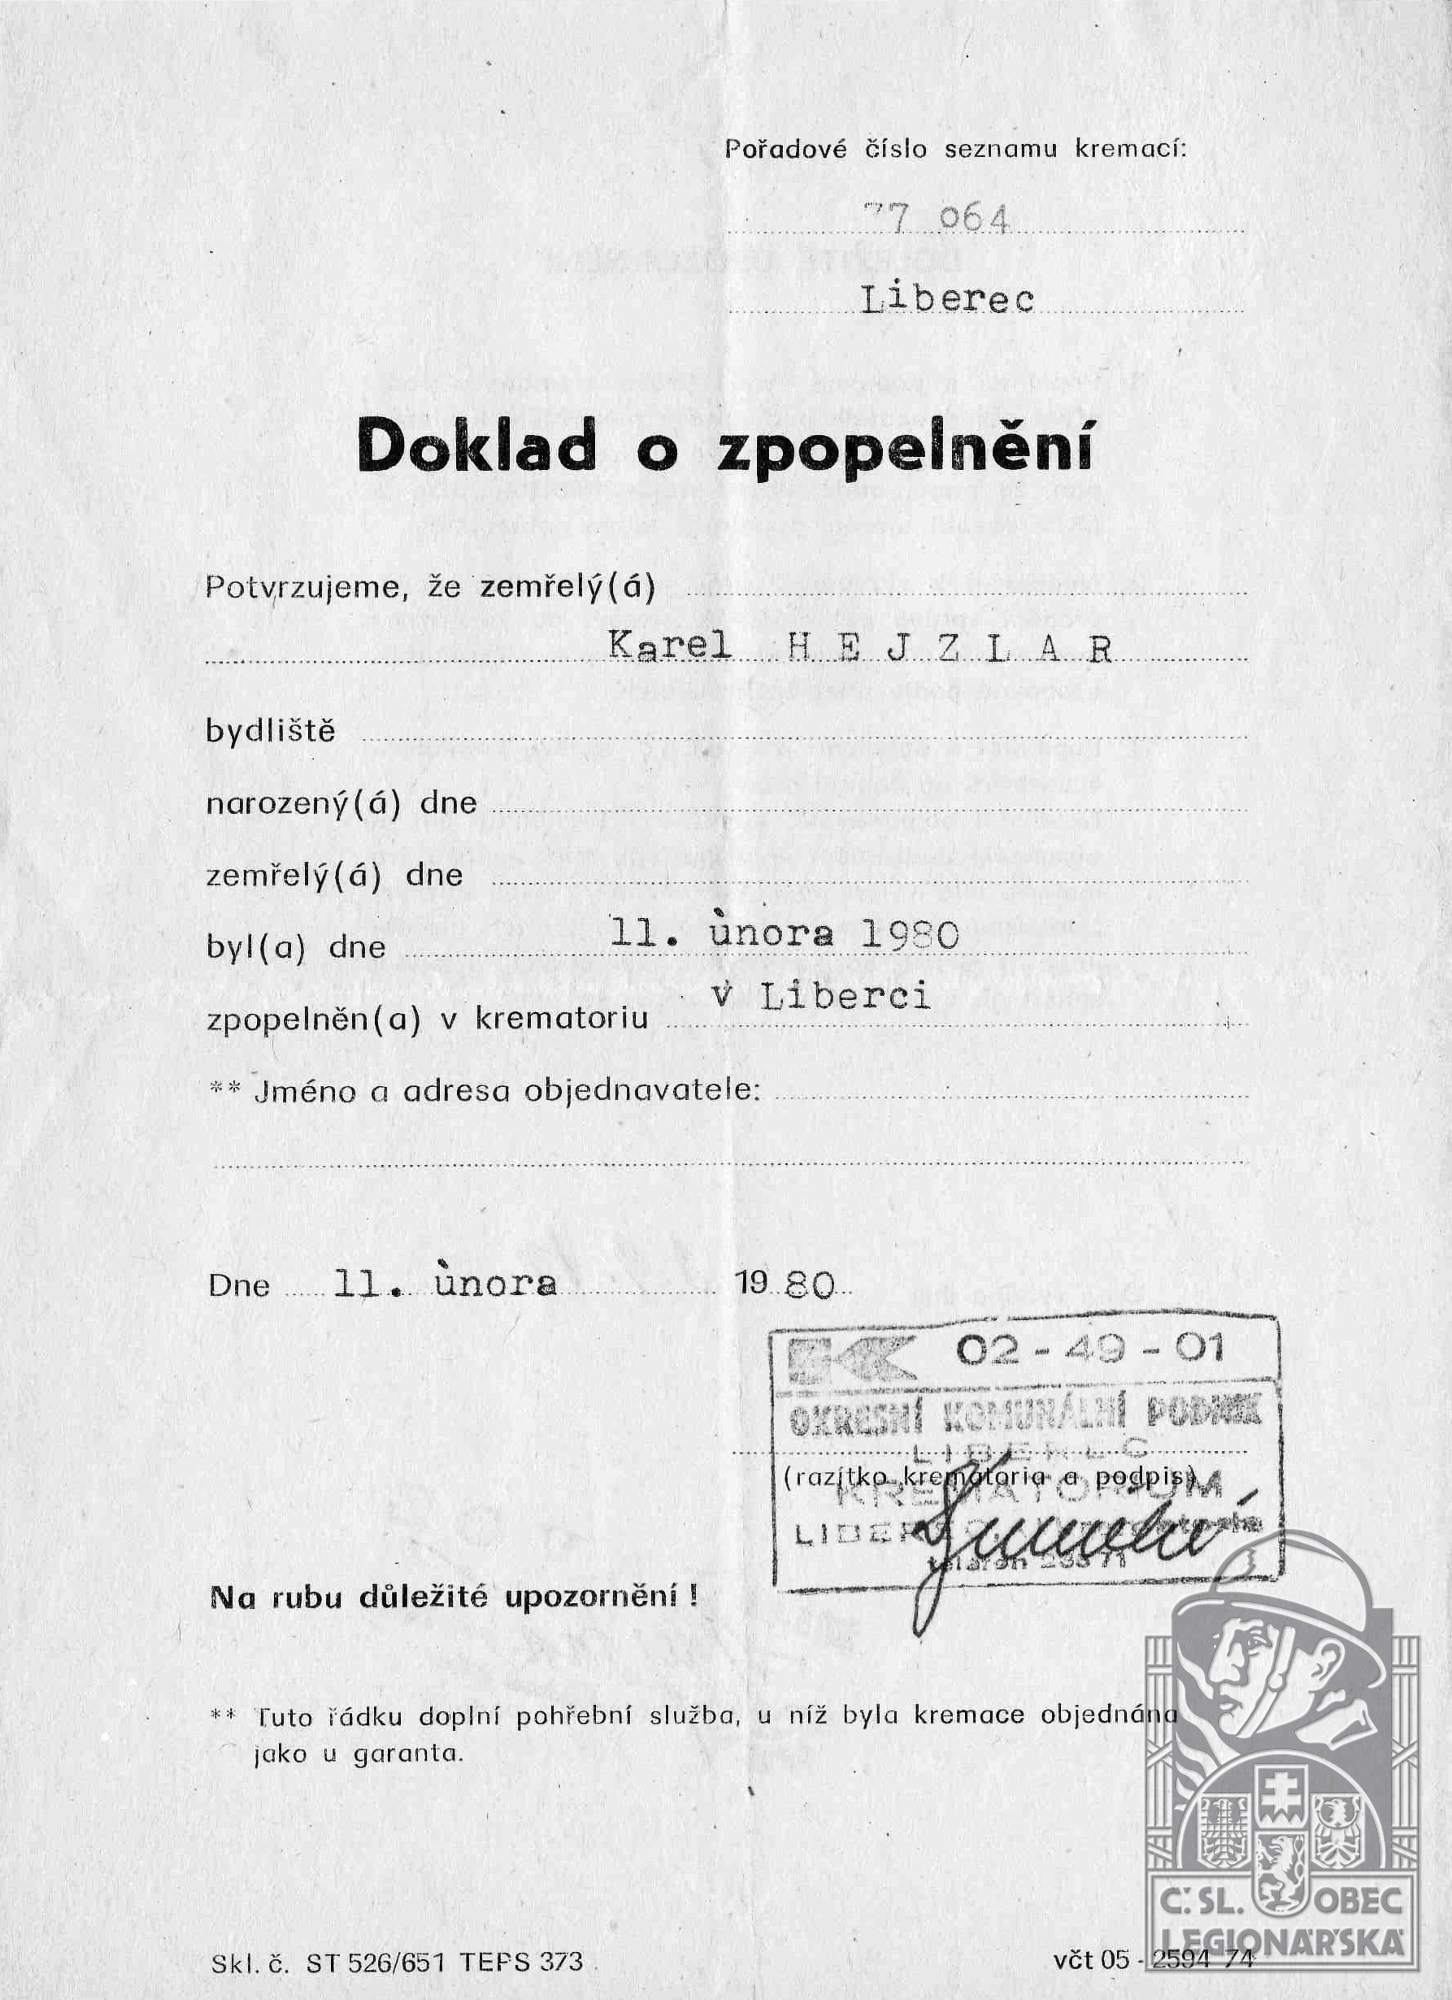 Pořadové číslo seznamu kremací:
77 064
Liberec
Doklad o zpopelnění
Potvrzujeme, že zemřelý(á)
Karel H E J Z L A R
bydliště
narozený(á) dne
zemřelý(á) dne
byl(a) dne 11. února 1980
zpopelněn(a) v krematoriu v Liberci
** Jméno a adresa objednavatele:
Dne 11. února 1980
02-49-01
OKRESNÍ KOMUNÁLNÍ PODNIK
LIBEREC
(razítko krematoria a podpis)
KREMATORIUM
LIBEREC
telefon
Na rubu důležité upozornění !
** Tuto řádku doplní pohřební služba, u níž byla kremace objednána
jako u garanta.
Č. SL. OBEC
LEGIONÁŘSKÁ
Skl. č. ST 526/651 TEPS 373
včt 05 - 2594 74